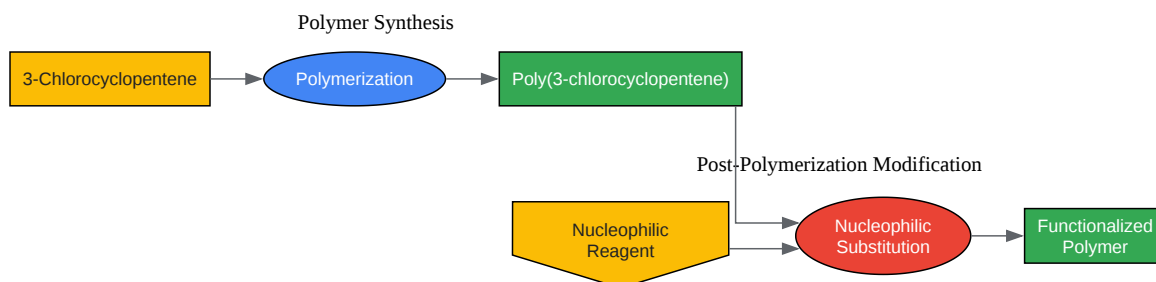 Polymer Synthesis
3-Chlorocyclopentene
Polymerization
Poly(3-chlorocyclopentene)
Post-Polymerization Modification
Nucleophilic
Reagent
Nucleophilic
Substitution
Functionalized
Polymer